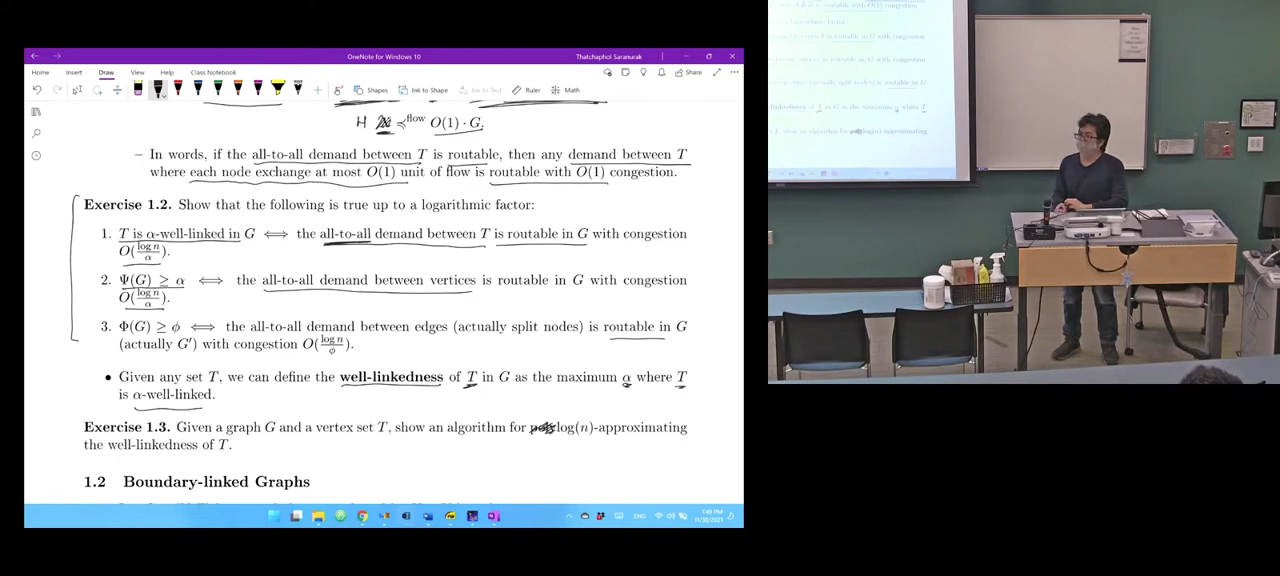 OneNote for Windows 10
Thatchaphol Saranurak
Home Insert Draw View Help Class Notebook
Share
Shapes Ink to Shape Ink to Text Ruler Math
H ≼flow O(1) · G.
– In words, if the all-to-all demand between T is routable, then any demand between T
where each node exchange at most O(1) unit of flow is routable with O(1) congestion.
Exercise 1.2. Show that the following is true up to a logarithmic factor:
1. T is α-well-linked in G ⟺ the all-to-all demand between T is routable in G with congestion
O(log n/α).
2. Ψ(G) ≥ α ⟺ the all-to-all demand between vertices is routable in G with congestion
O(log n/α).
3. Φ(G) ≥ ϕ ⟺ the all-to-all demand between edges (actually split nodes) is routable in G
(actually G′) with congestion O(log n/ϕ).
• Given any set T, we can define the well-linkedness of T in G as the maximum α where T
is α-well-linked.
Exercise 1.3. Given a graph G and a vertex set T, show an algorithm for log(n)-approximating
the well-linkedness of T.
1.2 Boundary-linked Graphs
ENG
1:49 PM
11/30/2021